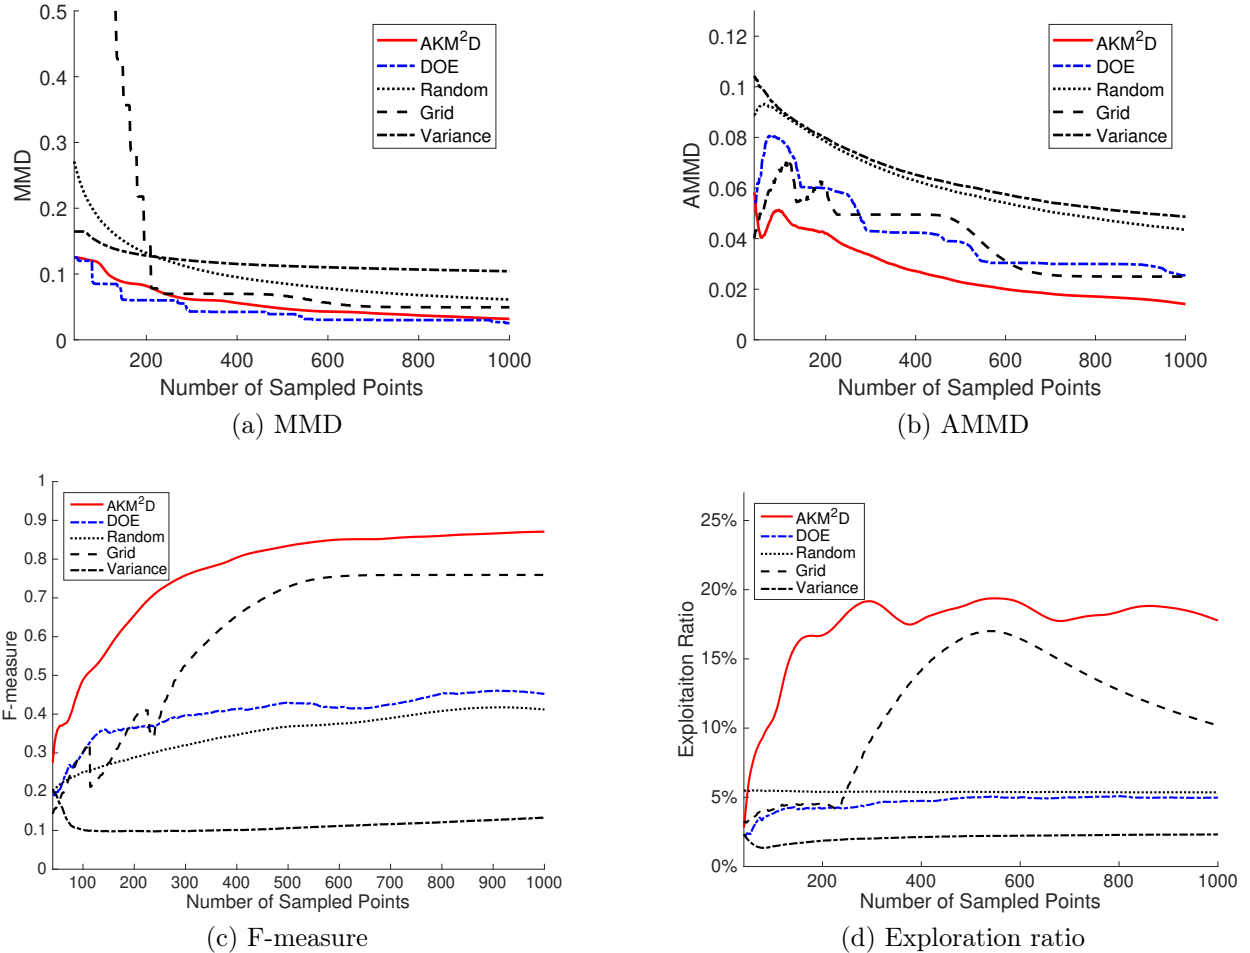 0.5
0.4
0.3
0.2
0.1
0
MMD
200
400
600
800
1000
Number of Sampled Points
AKM²D
DOE
Random
Grid
Variance
(a) MMD
0.12
0.1
0.08
0.06
0.04
0.02
0
AMMD
200
400
600
800
1000
Number of Sampled Points
AKM²D
DOE
Random
Grid
Variance
(b) AMMD
1
0.9
0.8
0.7
0.6
0.5
0.4
0.3
0.2
0.1
0
F-measure
100
200
300
400
500
600
700
800
900
1000
Number of Sampled Points
AKM²D
DOE
Random
Grid
Variance
(c) F-measure
25%
20%
15%
10%
5%
0%
Exploitaiton Ratio
200
400
600
800
1000
Number of Sampled Points
AKM²D
DOE
Random
Grid
Variance
(d) Exploration ratio